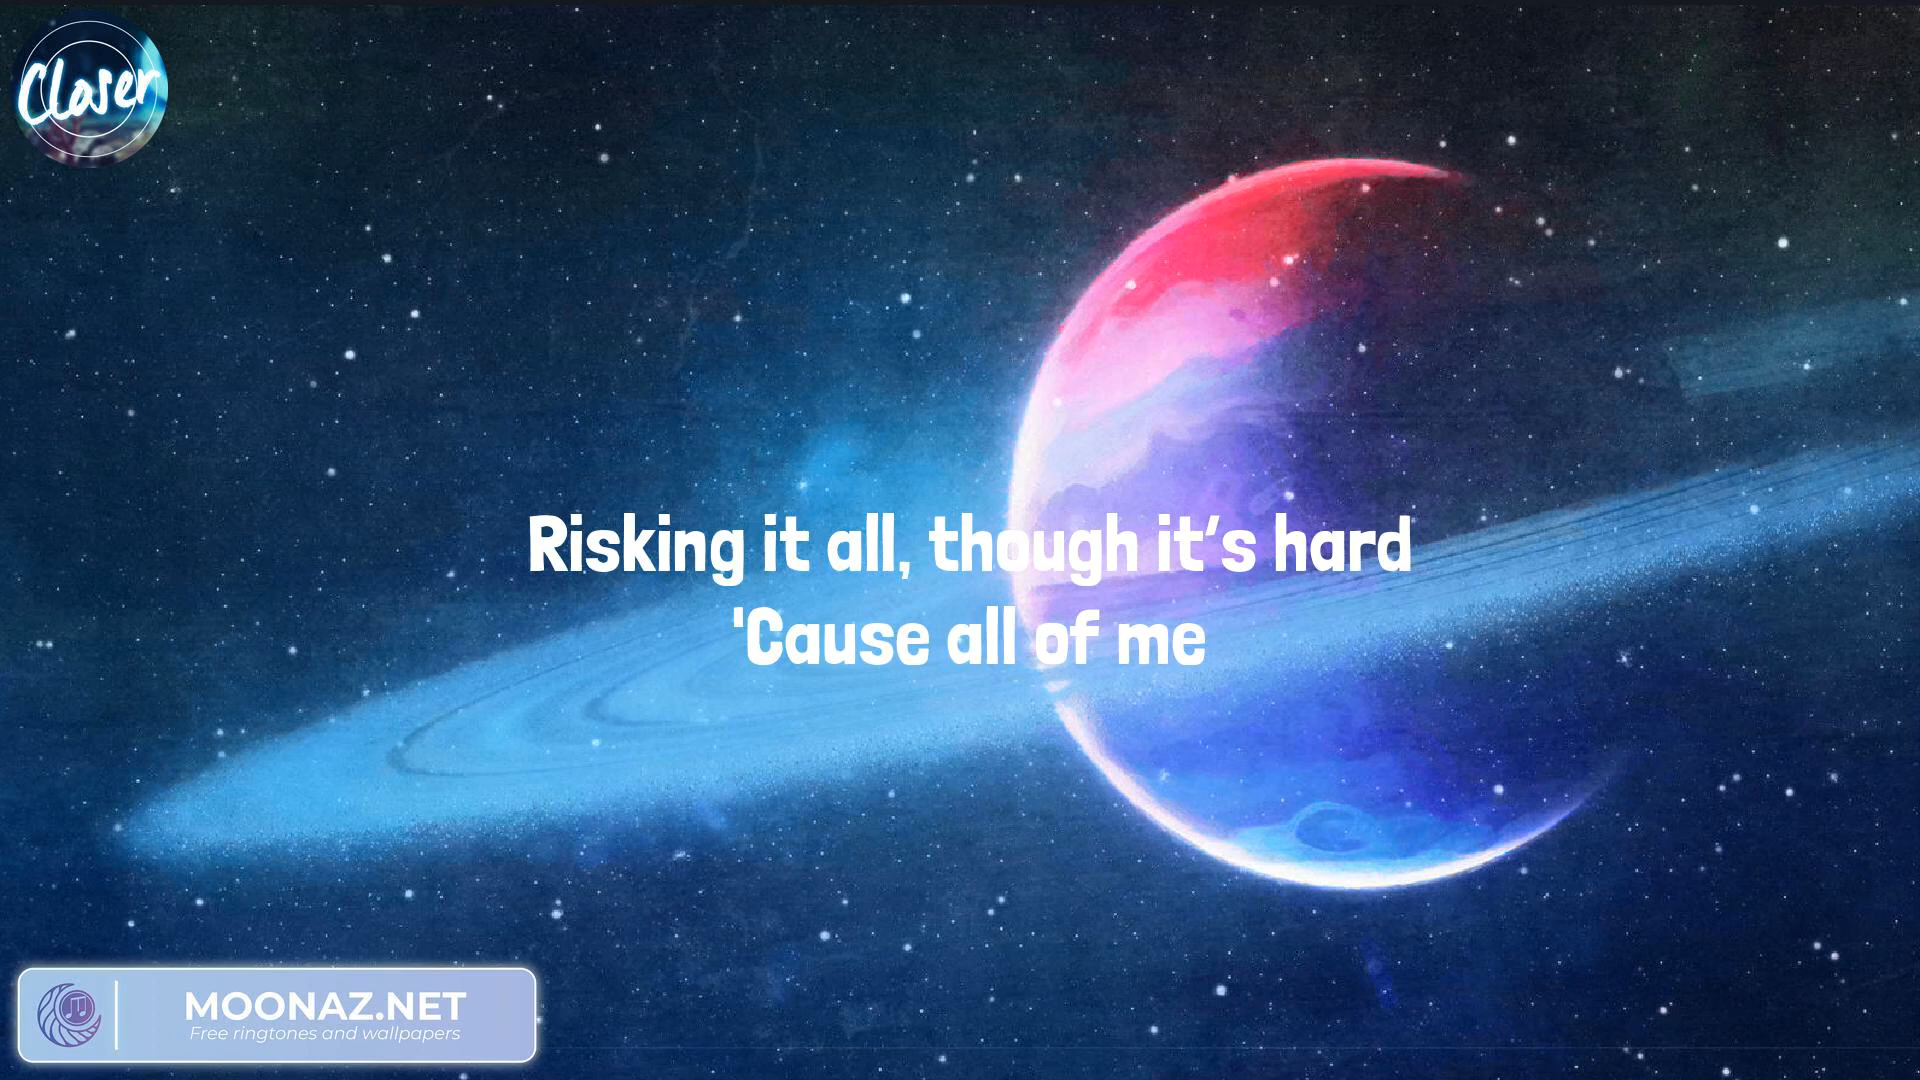 Closer
Risking it all, though it's hard
'Cause all of me
MOONAZ.NET
Free ringtones and wallpapers